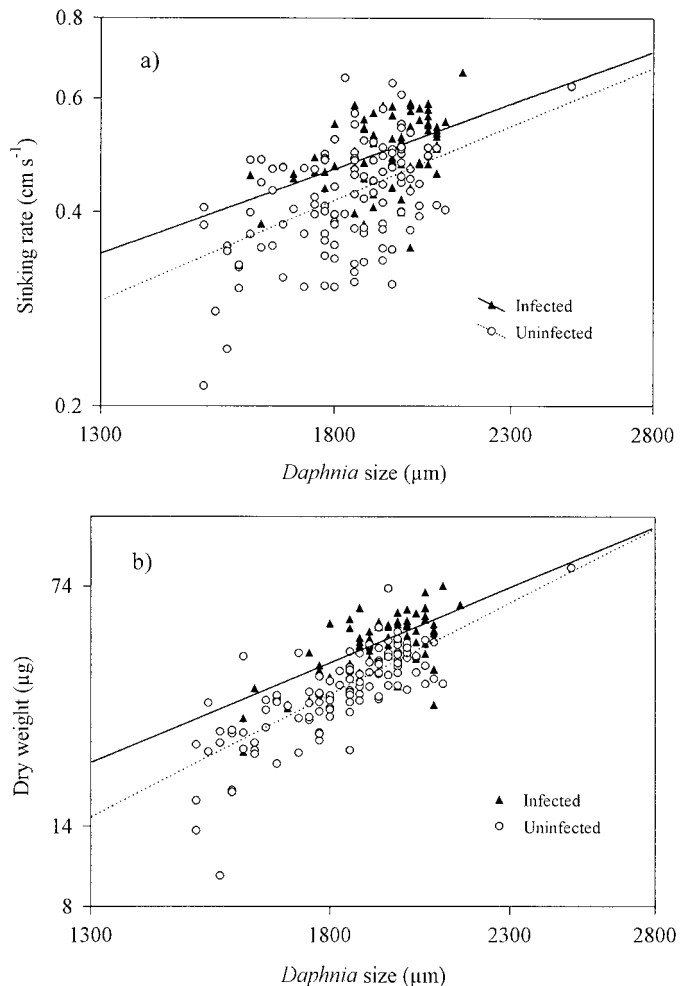 a)
0.8
0.6
0.4
0.2
Sinking rate (cm s⁻¹)
Infected
Uninfected
1300 1800 2300 2800
Daphnia size (µm)
b)
74
14
8
Dry weight (µg)
Infected
Uninfected
1300 1800 2300 2800
Daphnia size (µm)